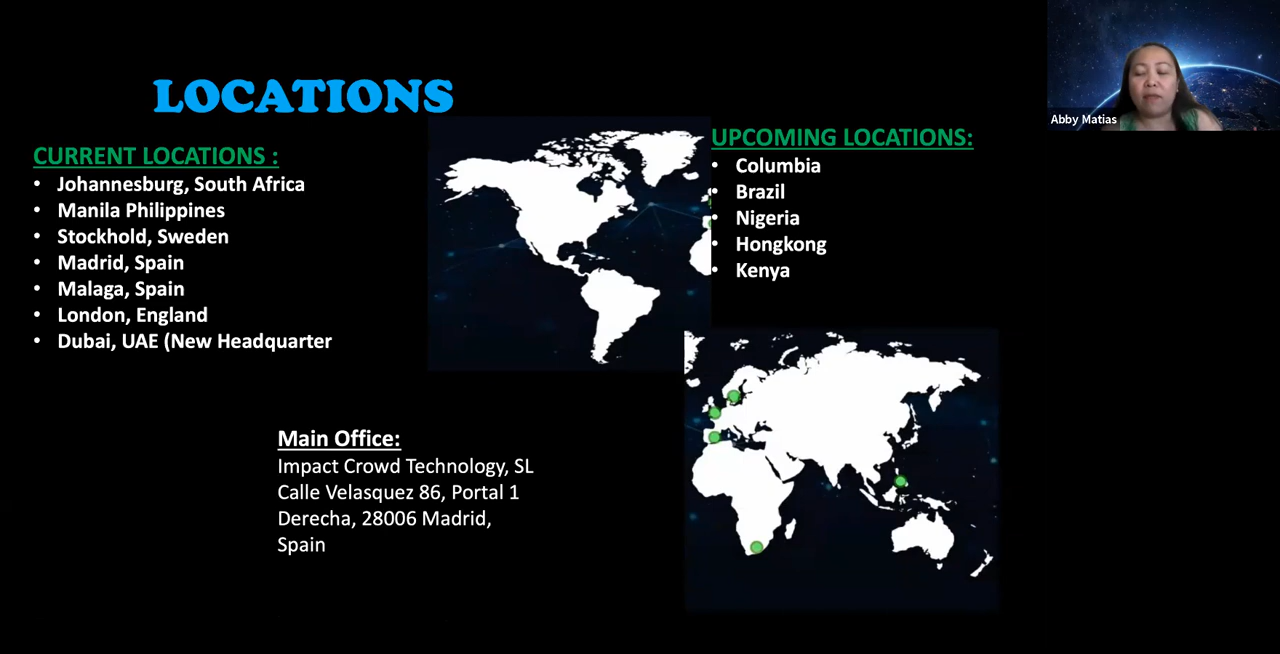 LOCATIONS
CURRENT LOCATIONS :
• Johannesburg, South Africa
• Manila Philippines
• Stockhold, Sweden
• Madrid, Spain
• Malaga, Spain
• London, England
• Dubai, UAE (New Headquarter
UPCOMING LOCATIONS:
• Columbia
• Brazil
• Nigeria
• Hongkong
• Kenya
Main Office:
Impact Crowd Technology, SL
Calle Velasquez 86, Portal 1
Derecha, 28006 Madrid,
Spain
Abby Matias